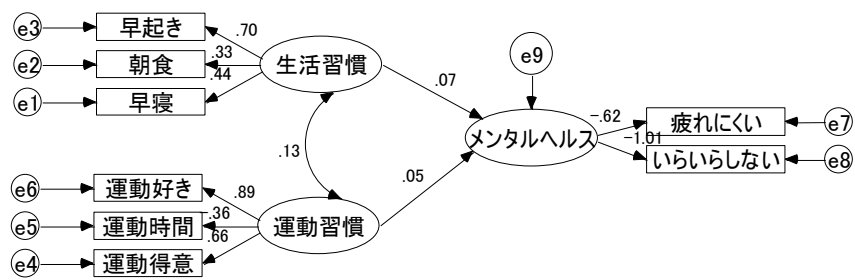 e3
早起き
.70
e2
朝食
.33
e1
早寝
.44
生活習慣
.07
e9
.13
メンタルヘルス
-.62
疲れにくい
e7
-1.01
いらいらしない
e8
.05
e6
運動好き
.89
e5
運動時間
-.36
e4
運動得意
.66
運動習慣